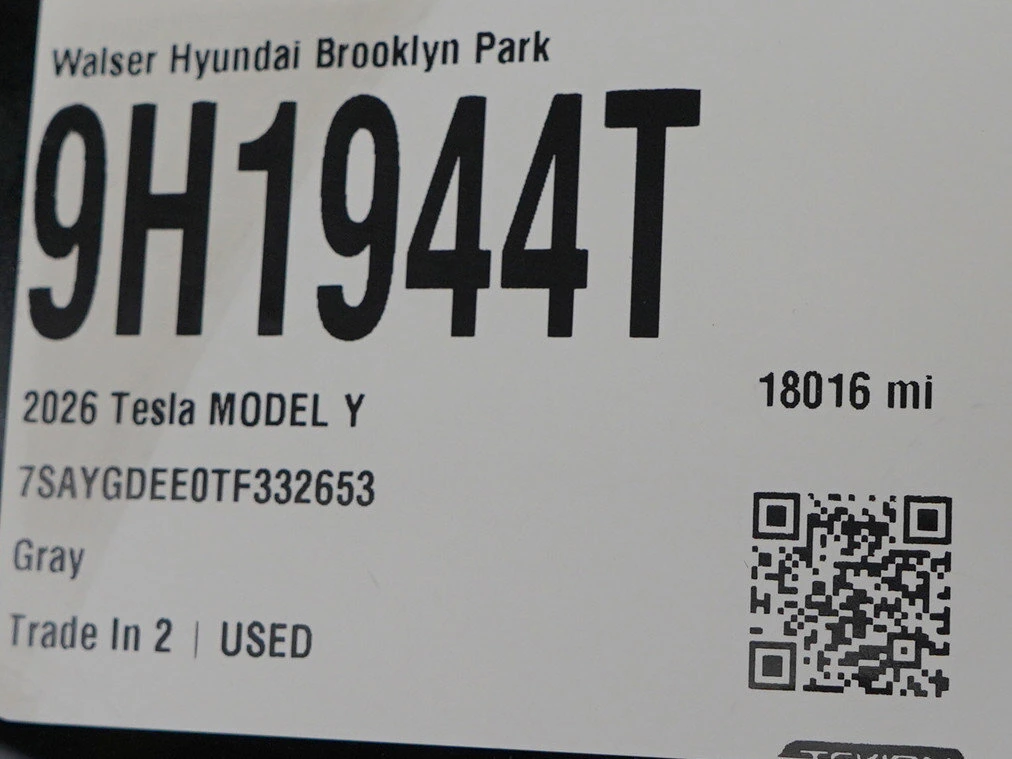 Walser Hyundai Brooklyn Park
9H1944T
2026 Tesla MODEL Y
18016 mi
7SAYGDEE0TF332653
Gray
Trade In 2 | USED